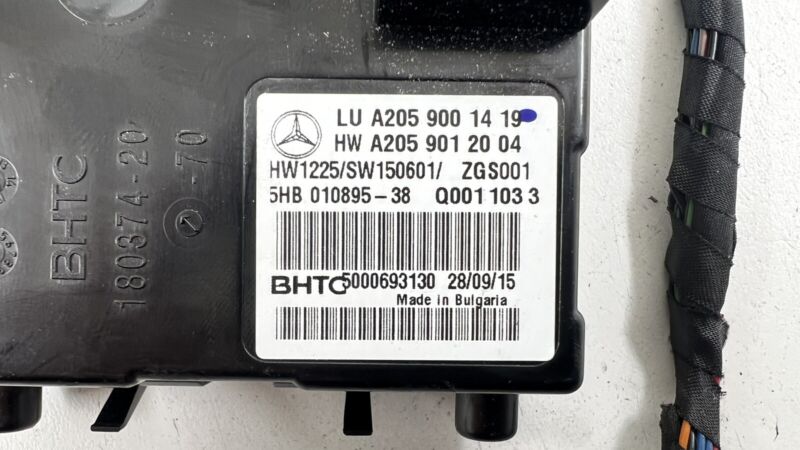 LU A205 900 14 19
HW A205 901 20 04
HW1225/SW150601/ ZGS001
5HB 010895-38 Q001 103 3
BHTC 5000693130 28/09/15
Made in Bulgaria
BHTC
180374-20
-70